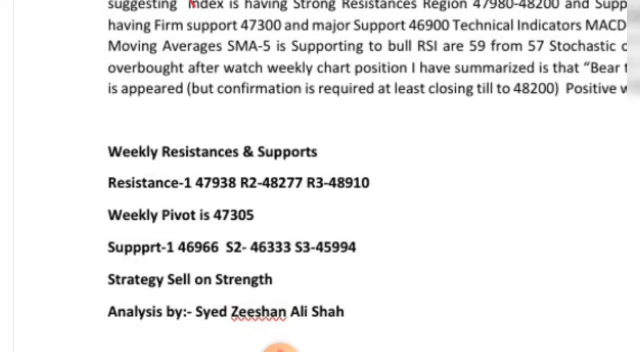 suggesting Index is having Strong Resistances Region 47980-48200 and Supp
having Firm support 47300 and major Support 46900 Technical Indicators MACD
Moving Averages SMA-5 is Supporting to bull RSI are 59 from 57 Stochastic
overbought after watch weekly chart position I have summarized is that “Bear
is appeared (but confirmation is required at least closing till to 48200) Positive
Weekly Resistances & Supports
Resistance-1 47938 R2-48277 R3-48910
Weekly Pivot is 47305
Suppprt-1 46966 S2- 46333 S3-45994
Strategy Sell on Strength
Analysis by:- Syed Zeeshan Ali Shah